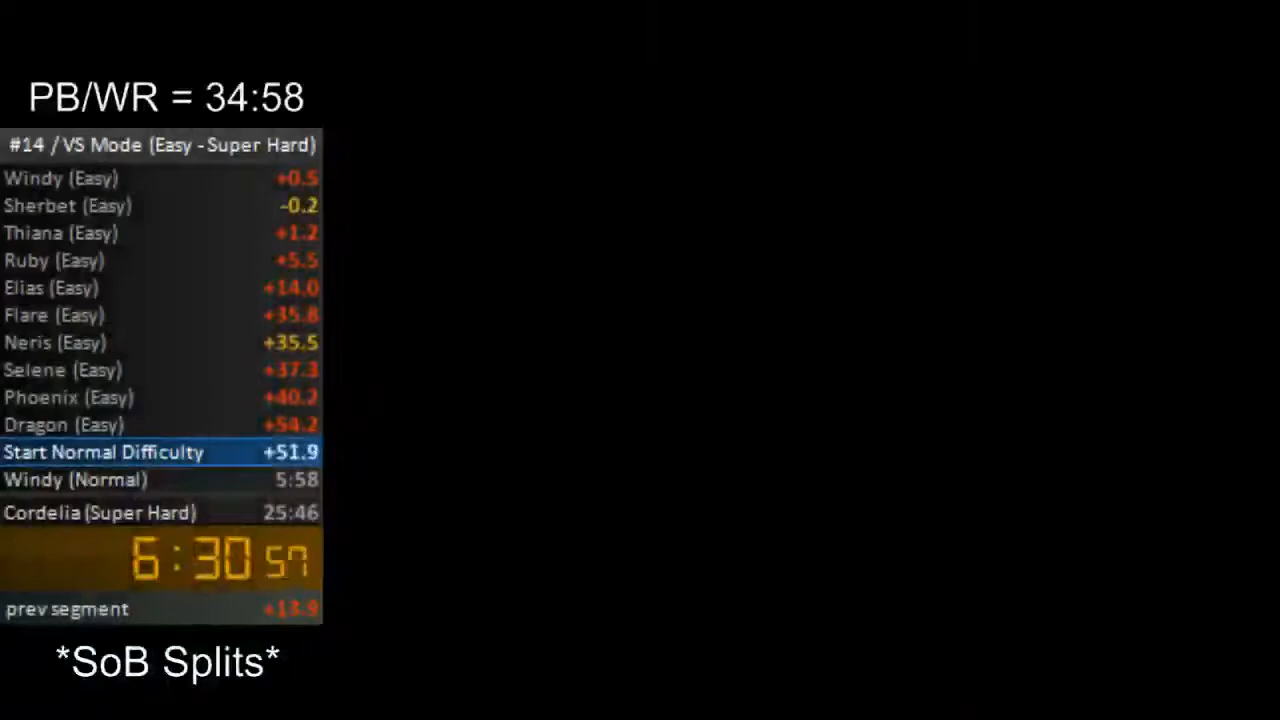 PB/WR = 34:58
#14 / VS Mode (Easy - Super Hard)
Windy (Easy) +0.5
Sherbet (Easy) -0.2
Thiana (Easy) +1.2
Ruby (Easy) +5.5
Elias (Easy) +14.0
Flare (Easy) +35.8
Neris (Easy) +35.5
Selene (Easy) +37.3
Phoenix (Easy) +40.2
Dragon (Easy) +54.2
Start Normal Difficulty +51.9
Windy (Normal) 5:58
Cordelia (Super Hard) 25:46
6:30 57
prev segment +13.9
*SoB Splits*